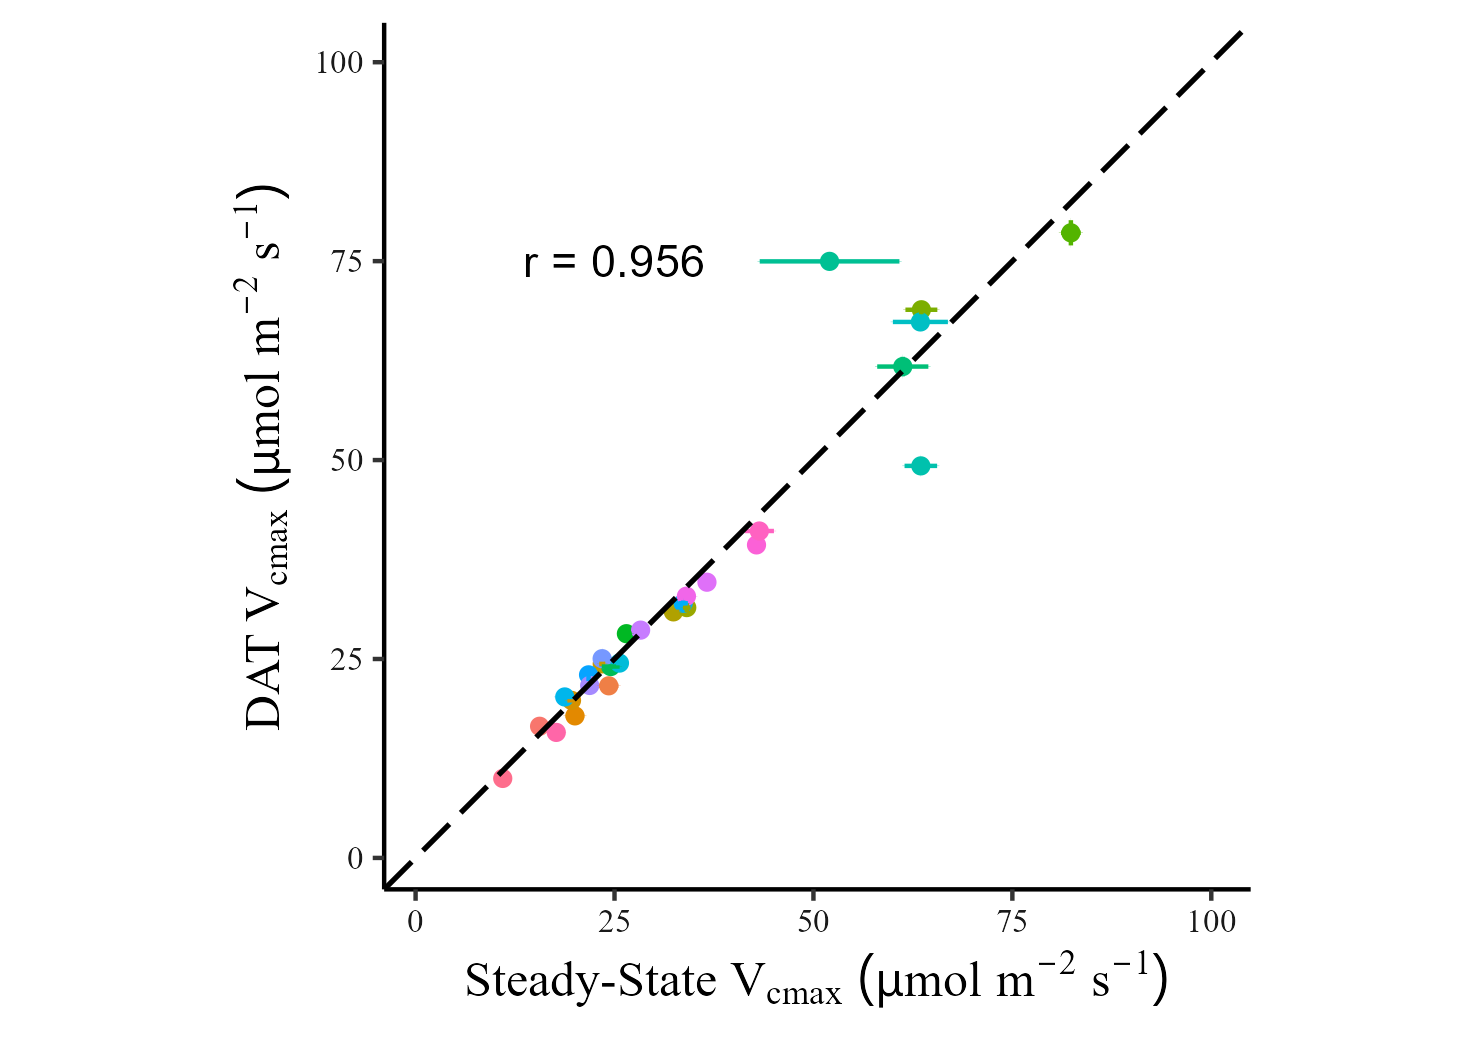 100
75
50
25
0
DAT Vcmax (μmol m−2 s−1)
r = 0.956
0 25 50 75 100
Steady-State Vcmax (μmol m−2 s−1)